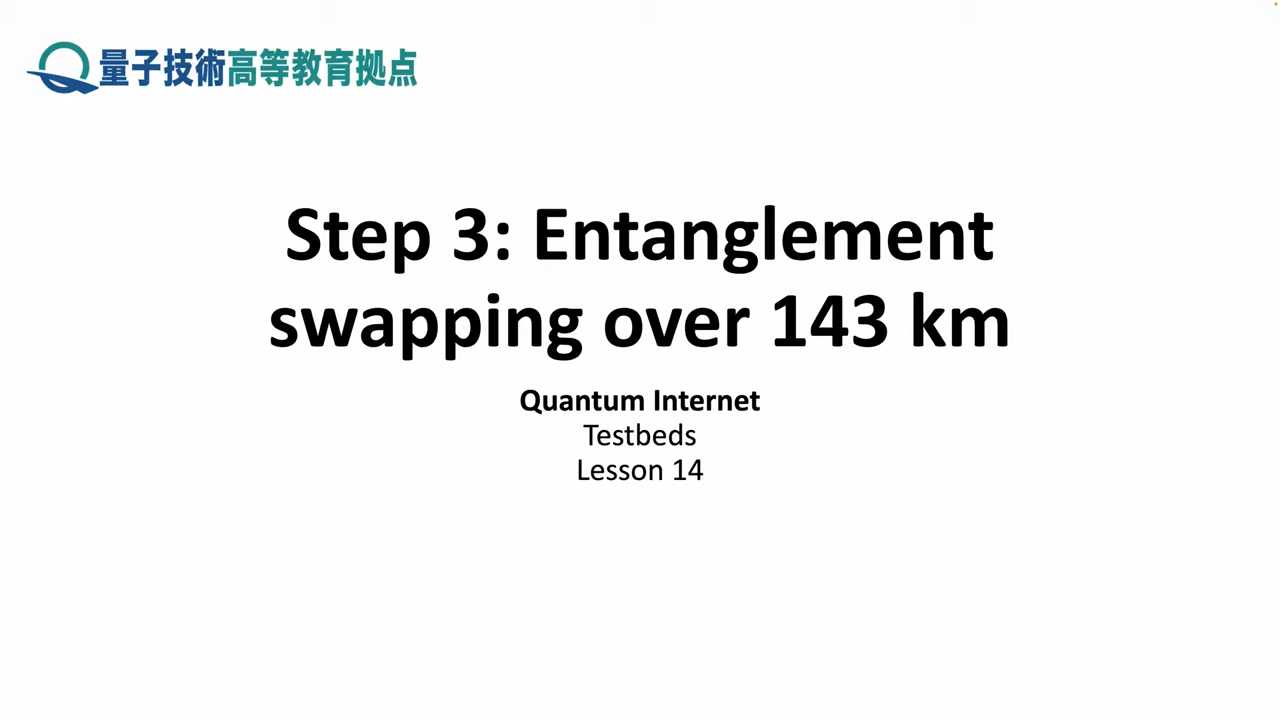 量子技術高等教育拠点
Step 3: Entanglement
swapping over 143 km
Quantum Internet
Testbeds
Lesson 14